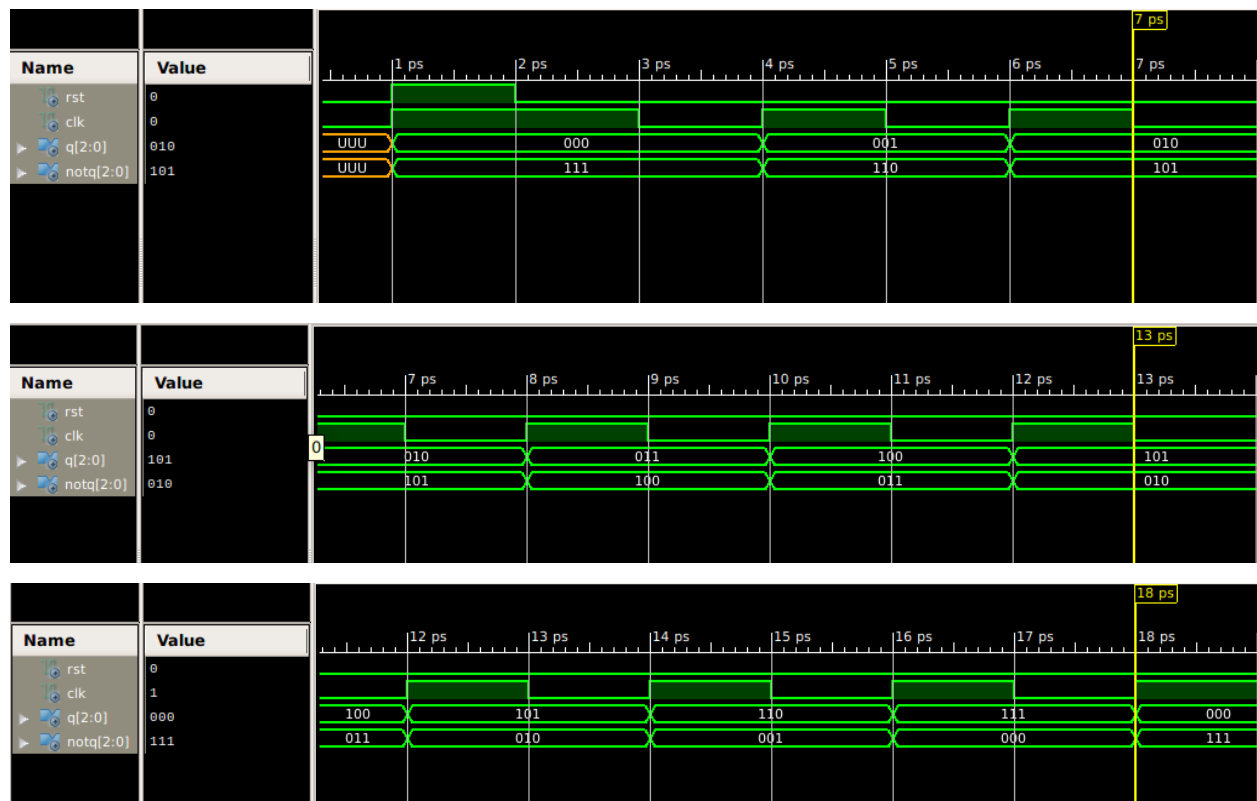 7 ps
Name Value 1 ps 2 ps 3 ps 4 ps 5 ps 6 ps 7 ps
rst 0
clk 0
q[2:0] 010 UUU 000 001 010
notq[2:0] 101 UUU 111 110 101
13 ps
Name Value 7 ps 8 ps 9 ps 10 ps 11 ps 12 ps 13 ps
rst 0
clk 0 0
q[2:0] 101 010 011 100 101
notq[2:0] 010 101 100 011 010
18 ps
Name Value 12 ps 13 ps 14 ps 15 ps 16 ps 17 ps 18 ps
rst 0
clk 1
q[2:0] 000 100 101 110 111 000
notq[2:0] 111 011 010 001 000 111